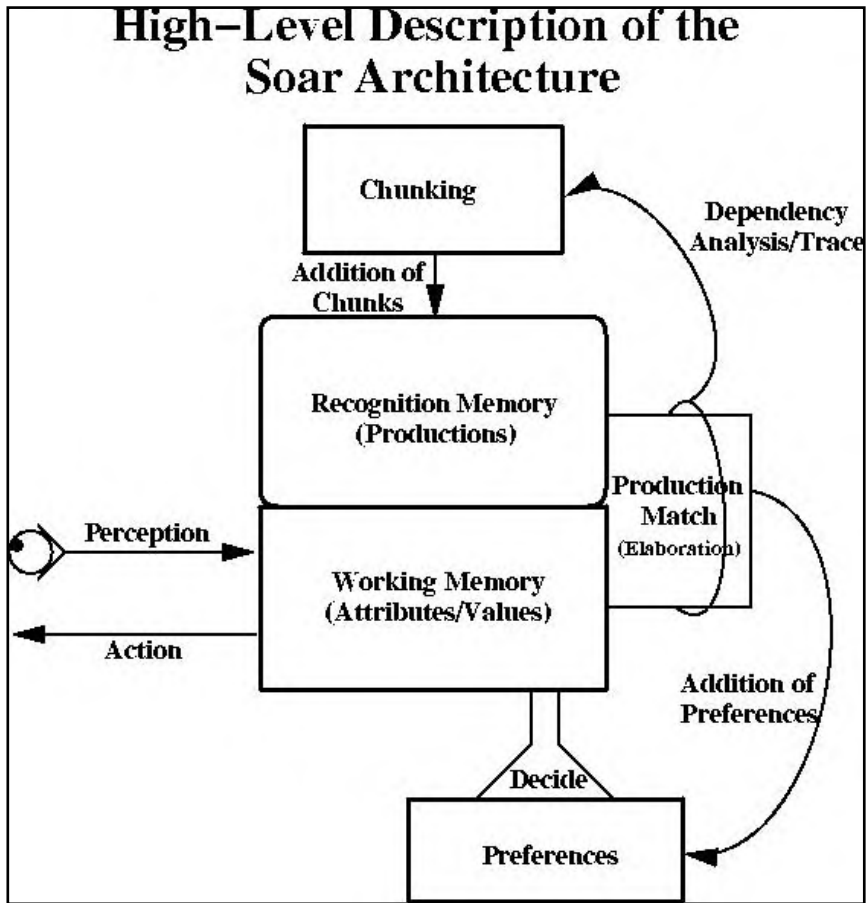 High-Level Description of the
Soar Architecture
Chunking
Dependency
Analysis/Trace
Addition of
Chunks
Recognition Memory
(Productions)
Production
Match
(Elaboration)
Perception
Working Memory
(Attributes/Values)
Action
Addition of
Preferences
Decide
Preferences